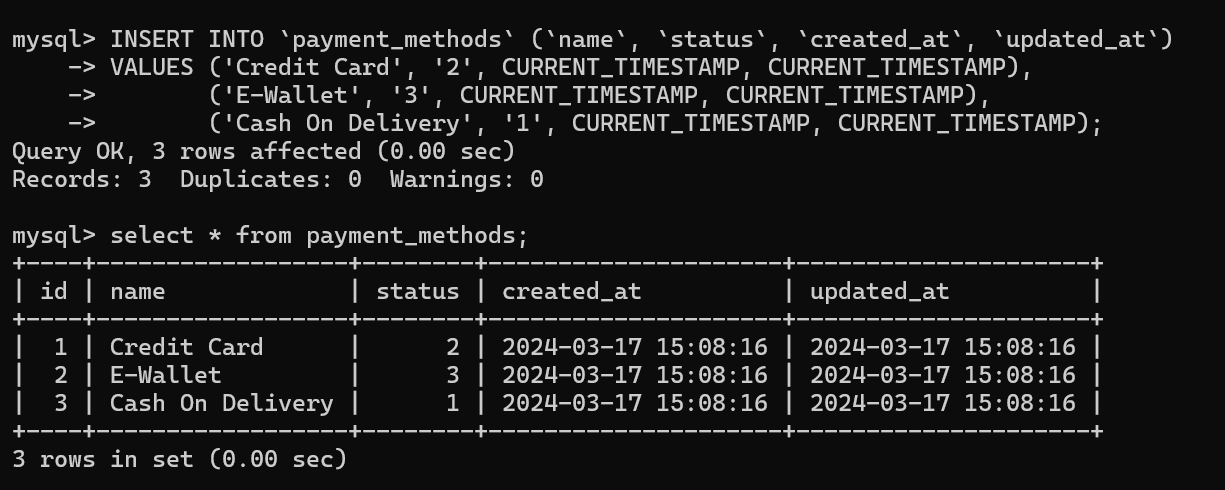 mysql> INSERT INTO `payment_methods` (`name`, `status`, `created_at`, `updated_at`)
    -> VALUES ('Credit Card', '2', CURRENT_TIMESTAMP, CURRENT_TIMESTAMP),
    ->        ('E-Wallet', '3', CURRENT_TIMESTAMP, CURRENT_TIMESTAMP),
    ->        ('Cash On Delivery', '1', CURRENT_TIMESTAMP, CURRENT_TIMESTAMP);
Query OK, 3 rows affected (0.00 sec)
Records: 3  Duplicates: 0  Warnings: 0

mysql> select * from payment_methods;
+----+------------------+--------+---------------------+---------------------+
| id | name             | status | created_at          | updated_at          |
+----+------------------+--------+---------------------+---------------------+
|  1 | Credit Card      |      2 | 2024-03-17 15:08:16 | 2024-03-17 15:08:16 |
|  2 | E-Wallet         |      3 | 2024-03-17 15:08:16 | 2024-03-17 15:08:16 |
|  3 | Cash On Delivery |      1 | 2024-03-17 15:08:16 | 2024-03-17 15:08:16 |
+----+------------------+--------+---------------------+---------------------+
3 rows in set (0.00 sec)